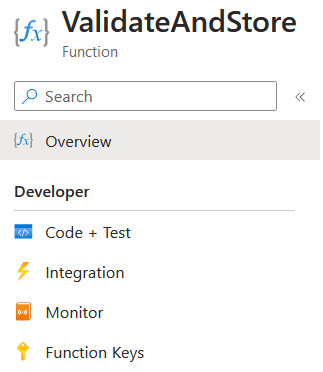 ValidateAndStore
Function
Search
Overview
Developer
Code + Test
Integration
Monitor
Function Keys